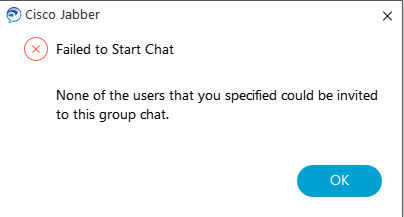 Cisco Jabber
Failed to Start Chat
None of the users that you specified could be invited
to this group chat.
OK